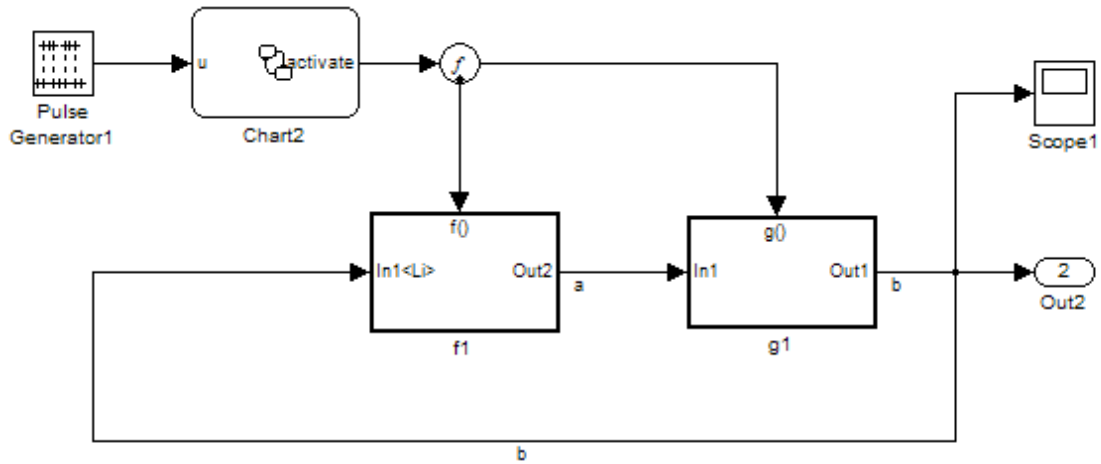 u
activate
f
Pulse
Generator1
Chart2
Scope1
f()
g()
In1<Li>
Out2
a
In1
Out1
b
2
Out2
f1
g1
b